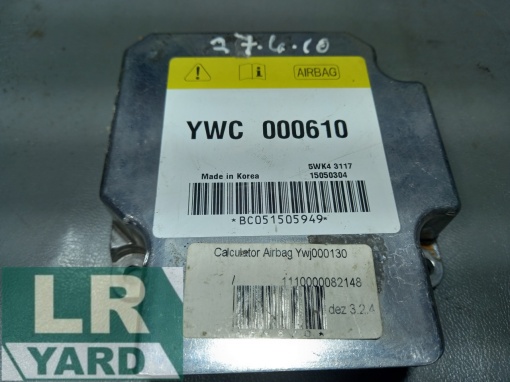 27.4.10
AIRBAG
YWC 000610
5WK4 3117
Made in Korea 15050304
*BC051505949*
Calculator Airbag Ywj000130
/ 1110000082148
dez 3.2.4
LR
YARD